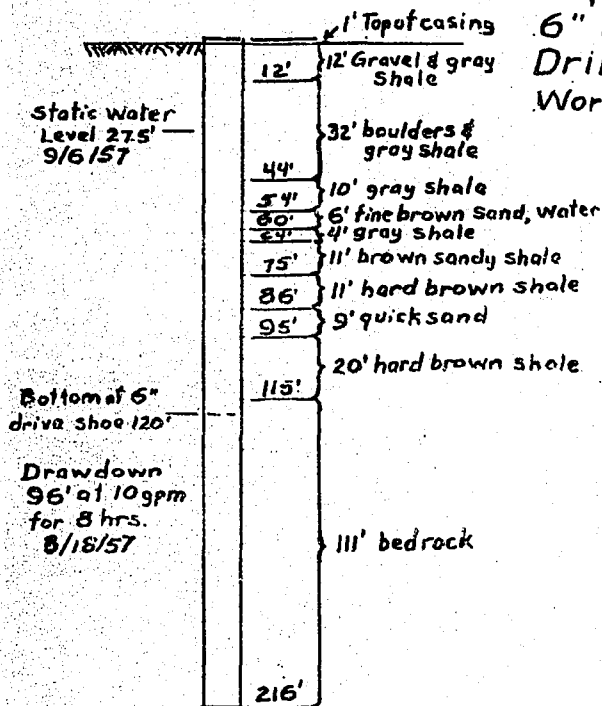 1' Top of casing
6"
Dril
Wor
12'
12' Gravel & gray
Shale
Static Water
Level 27.5'
9/6/57
32' boulders &
gray shale
44'
10' gray shale
54'
6' fine brown sand, water
60'
4' gray shale
64'
11' brown sandy shale
75'
11' hard brown shale
86'
9' quicksand
95'
20' hard brown shale
115'
Bottom of 6"
drive shoe 120'
Drawdown
96' at 10 gpm
for 8 hrs.
8/18/57
111' bedrock
216'